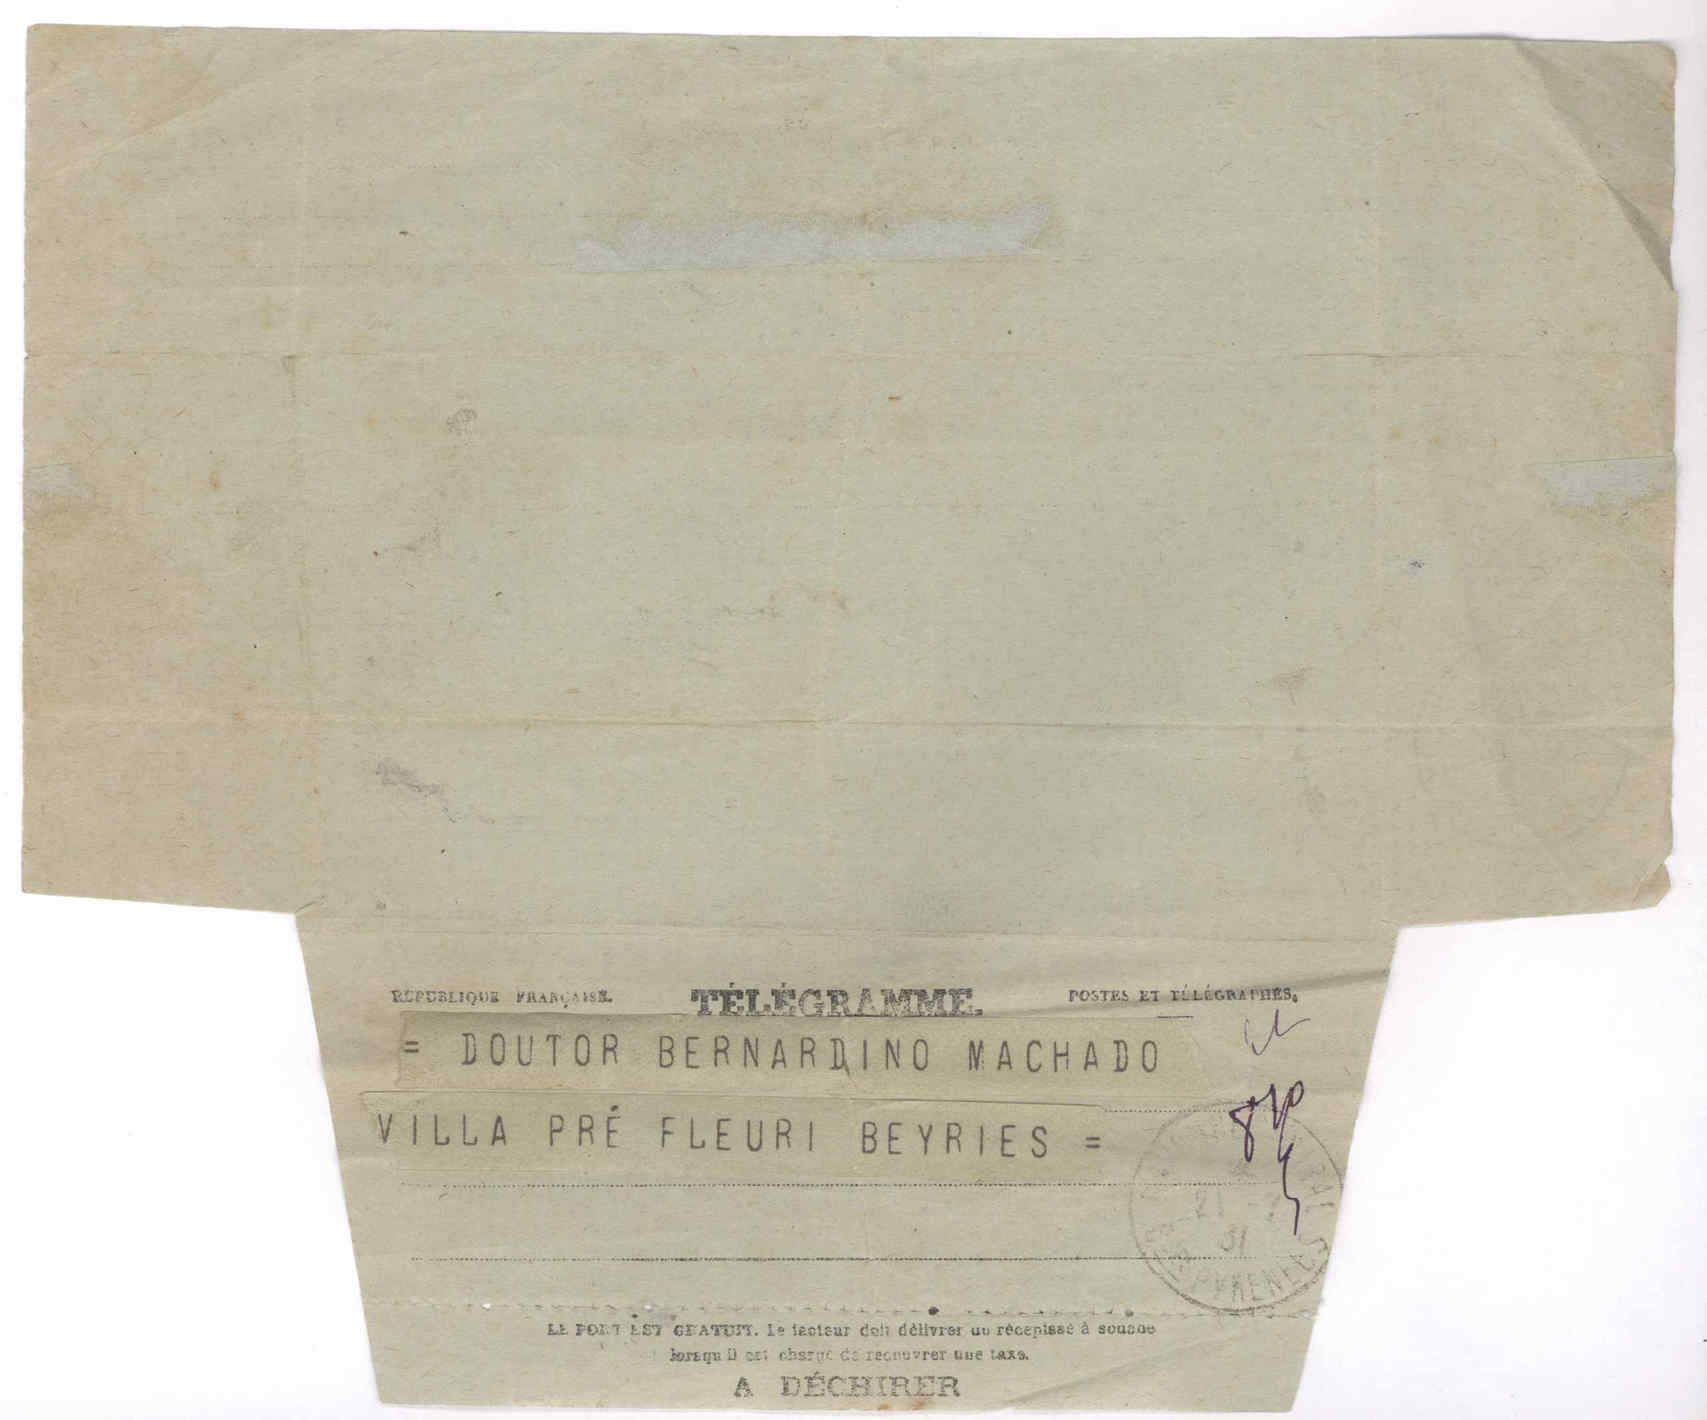 RÉPUBLIQUE FRANÇAISE. TÉLÉGRAMME. POSTES ET TÉLÉGRAPHES.
= DOUTOR BERNARDINO MACHADO
VILLA PRÉ FLEURI BEYRIES =
21
31
PYRENEES
LE PORT EST GRATUIT. Le facteur doit délivrer un récépissé à souche
lorsqu'il est chargé de recouvrer une taxe.
A DÉCHIRER